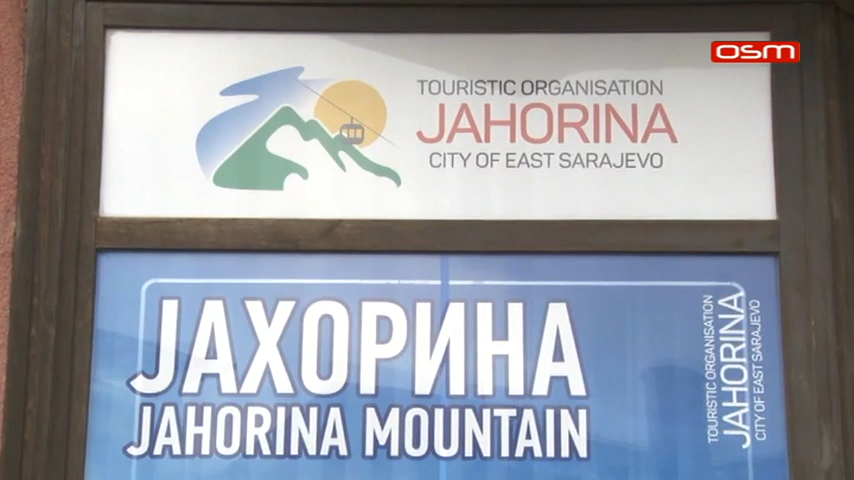 osm
TOURISTIC ORGANISATION
JAHORINA
CITY OF EAST SARAJEVO
ЈАХОРИНА
JAHORINA MOUNTAIN
TOURISTIC ORGANISATION
JAHORINA
CITY OF EAST SARAJEVO